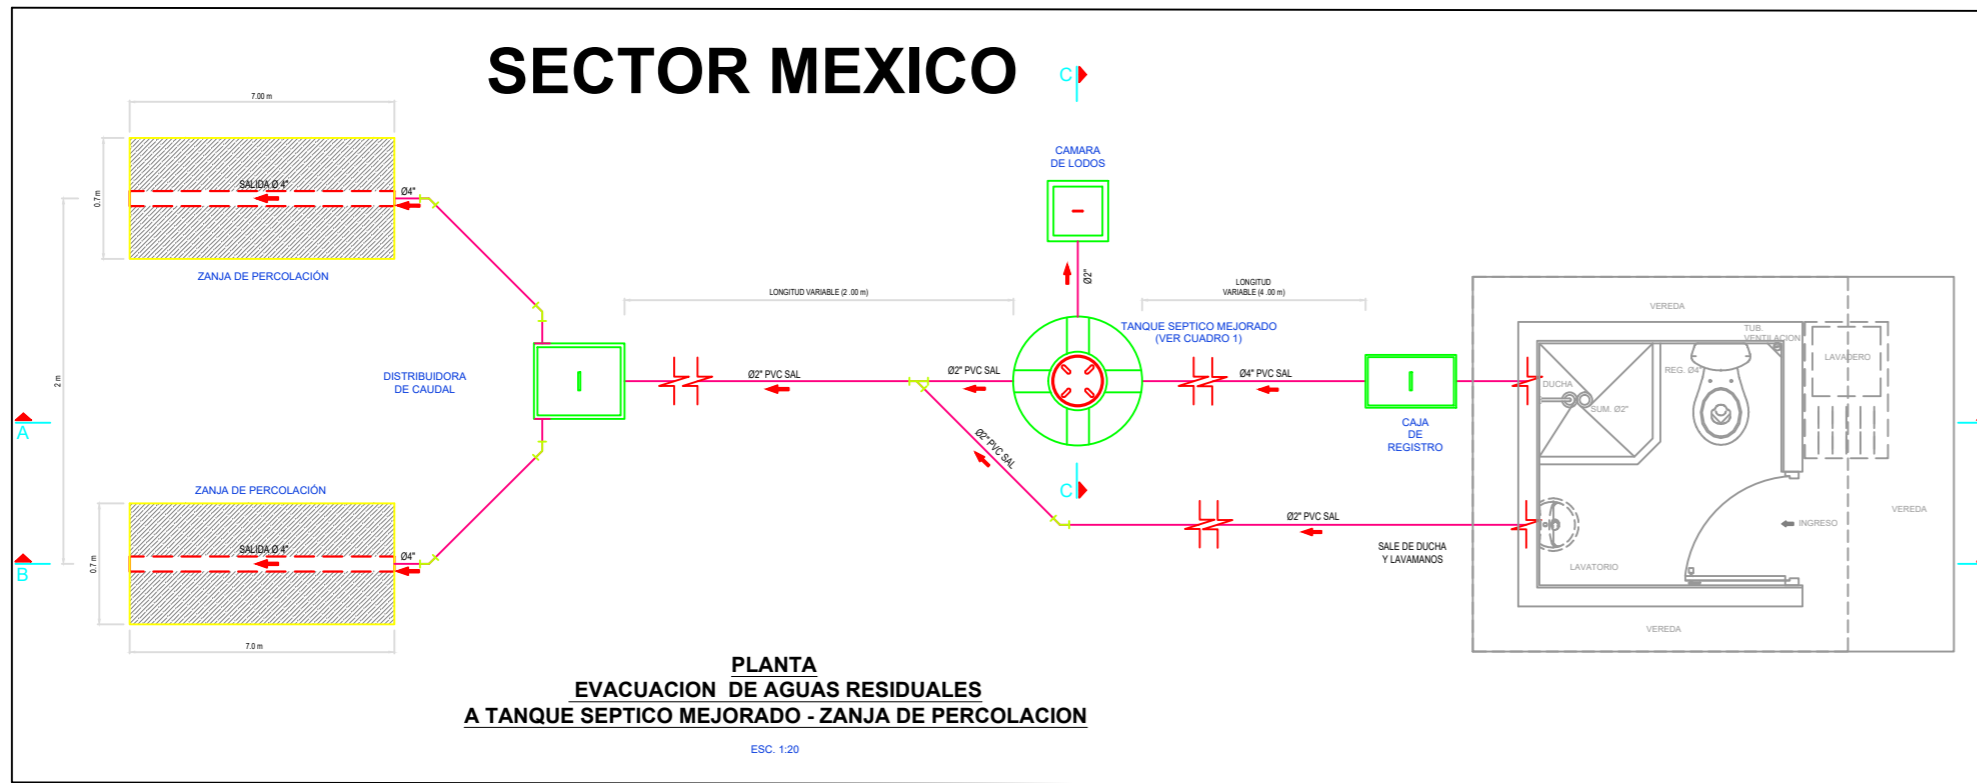 SECTOR MEXICO
C
7.00 m
CAMARA
DE LODOS
0.7 m
SALIDA Ø 4"
Ø4"
ZANJA DE PERCOLACIÓN
Ø2"
LONGITUD VARIABLE (2 .00 m)
LONGITUD
VARIABLE (4 .00 m)
TANQUE SEPTICO MEJORADO
(VER CUADRO 1)
VEREDA
TUB.
VENTILACION
LAVADERO
REG. Ø4"
DUCHA
SUM. Ø2"
DISTRIBUIDORA
DE CAUDAL
Ø2" PVC SAL
Ø2" PVC SAL
Ø4" PVC SAL
2 m
A
CAJA
DE
REGISTRO
Ø2" PVC SAL
C
ZANJA DE PERCOLACIÓN
Ø2" PVC SAL
INGRESO
VEREDA
0.7 m
SALIDA Ø 4"
Ø4"
B
SALE DE DUCHA
Y LAVAMANOS
LAVATORIO
VEREDA
7.0 m
PLANTA
EVACUACION DE AGUAS RESIDUALES
A TANQUE SEPTICO MEJORADO - ZANJA DE PERCOLACION
ESC. 1:20